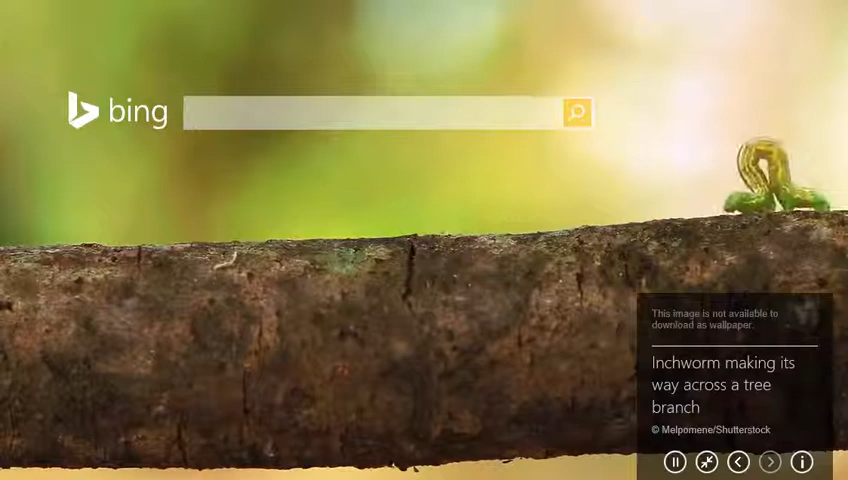 bing
This image is not available to
download as wallpaper.
Inchworm making its
way across a tree
branch
© Melpomene/Shutterstock